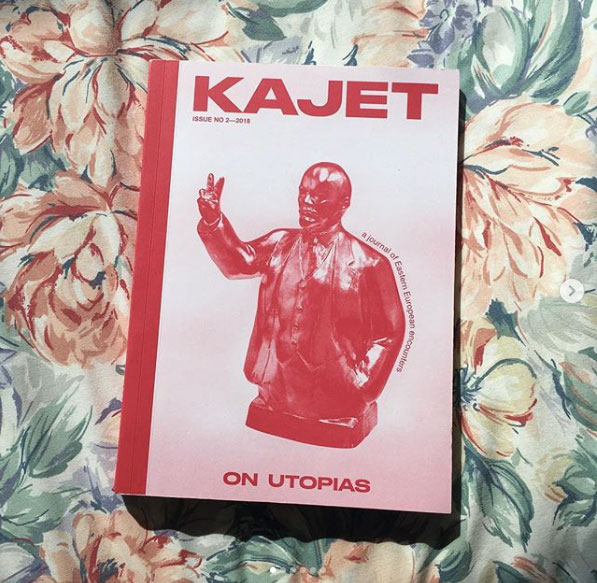 KAJET
ISSUE NO 2—2018
a journal of Eastern European encounters
ON UTOPIAS